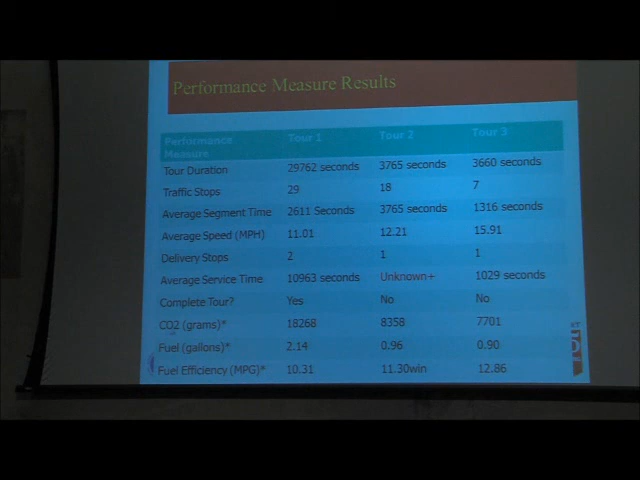 Performance Measure Results
Performance Measure Tour 1 Tour 2 Tour 3
Tour Duration 29762 seconds 3765 seconds 3660 seconds
Traffic Stops 29 18 7
Average Segment Time 2611 Seconds 3765 seconds 1316 seconds
Average Speed (MPH) 11.01 12.21 15.91
Delivery Stops 2 1 1
Average Service Time 10963 seconds Unknown+ 1029 seconds
Complete Tour? Yes No No
CO2 (grams)* 18268 8358 7701
Fuel (gallons)* 2.14 0.96 0.90
Fuel Efficiency (MPG)* 10.31 11.30win 12.86